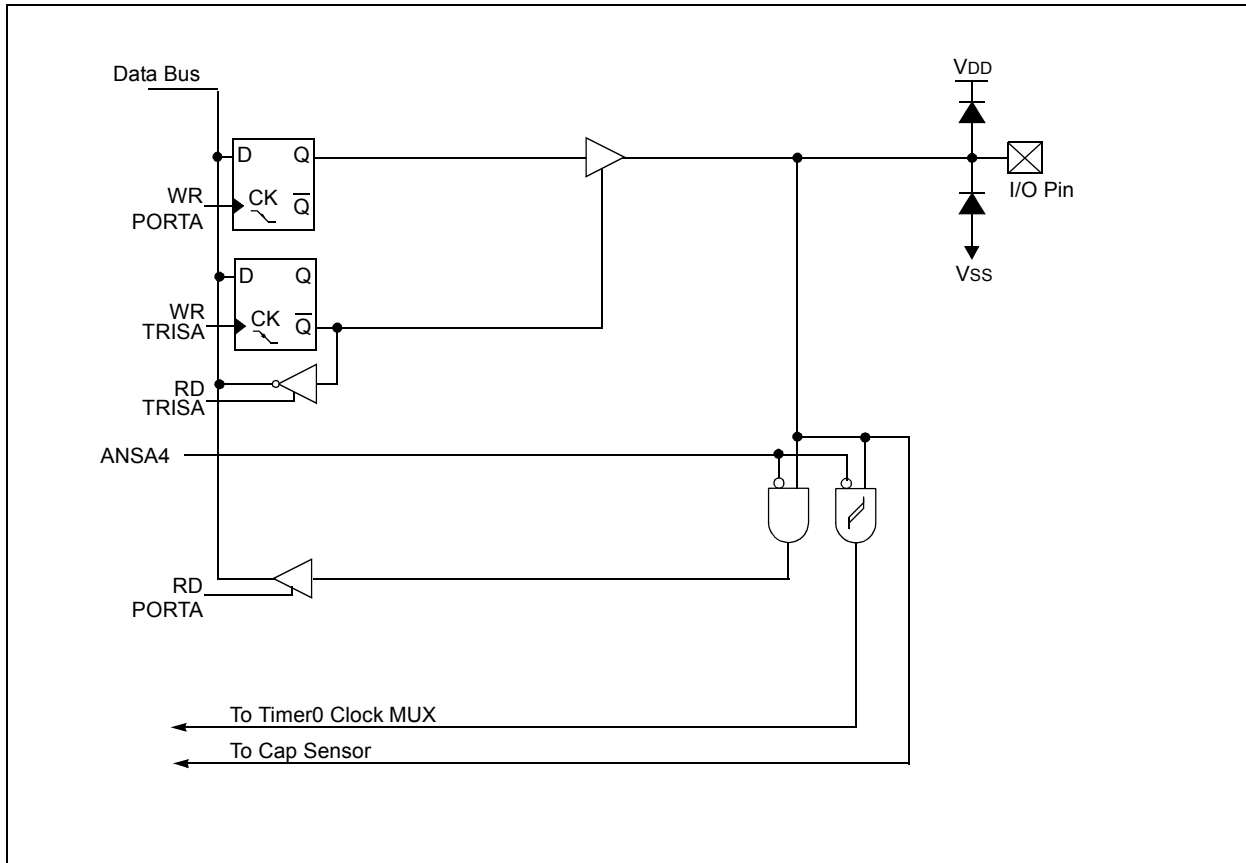 Data Bus
VDD
D Q
WR
PORTA
CK
Q
I/O Pin
D Q
VSS
WR
TRISA
CK
Q
RD
TRISA
ANSA4
RD
PORTA
To Timer0 Clock MUX
To Cap Sensor